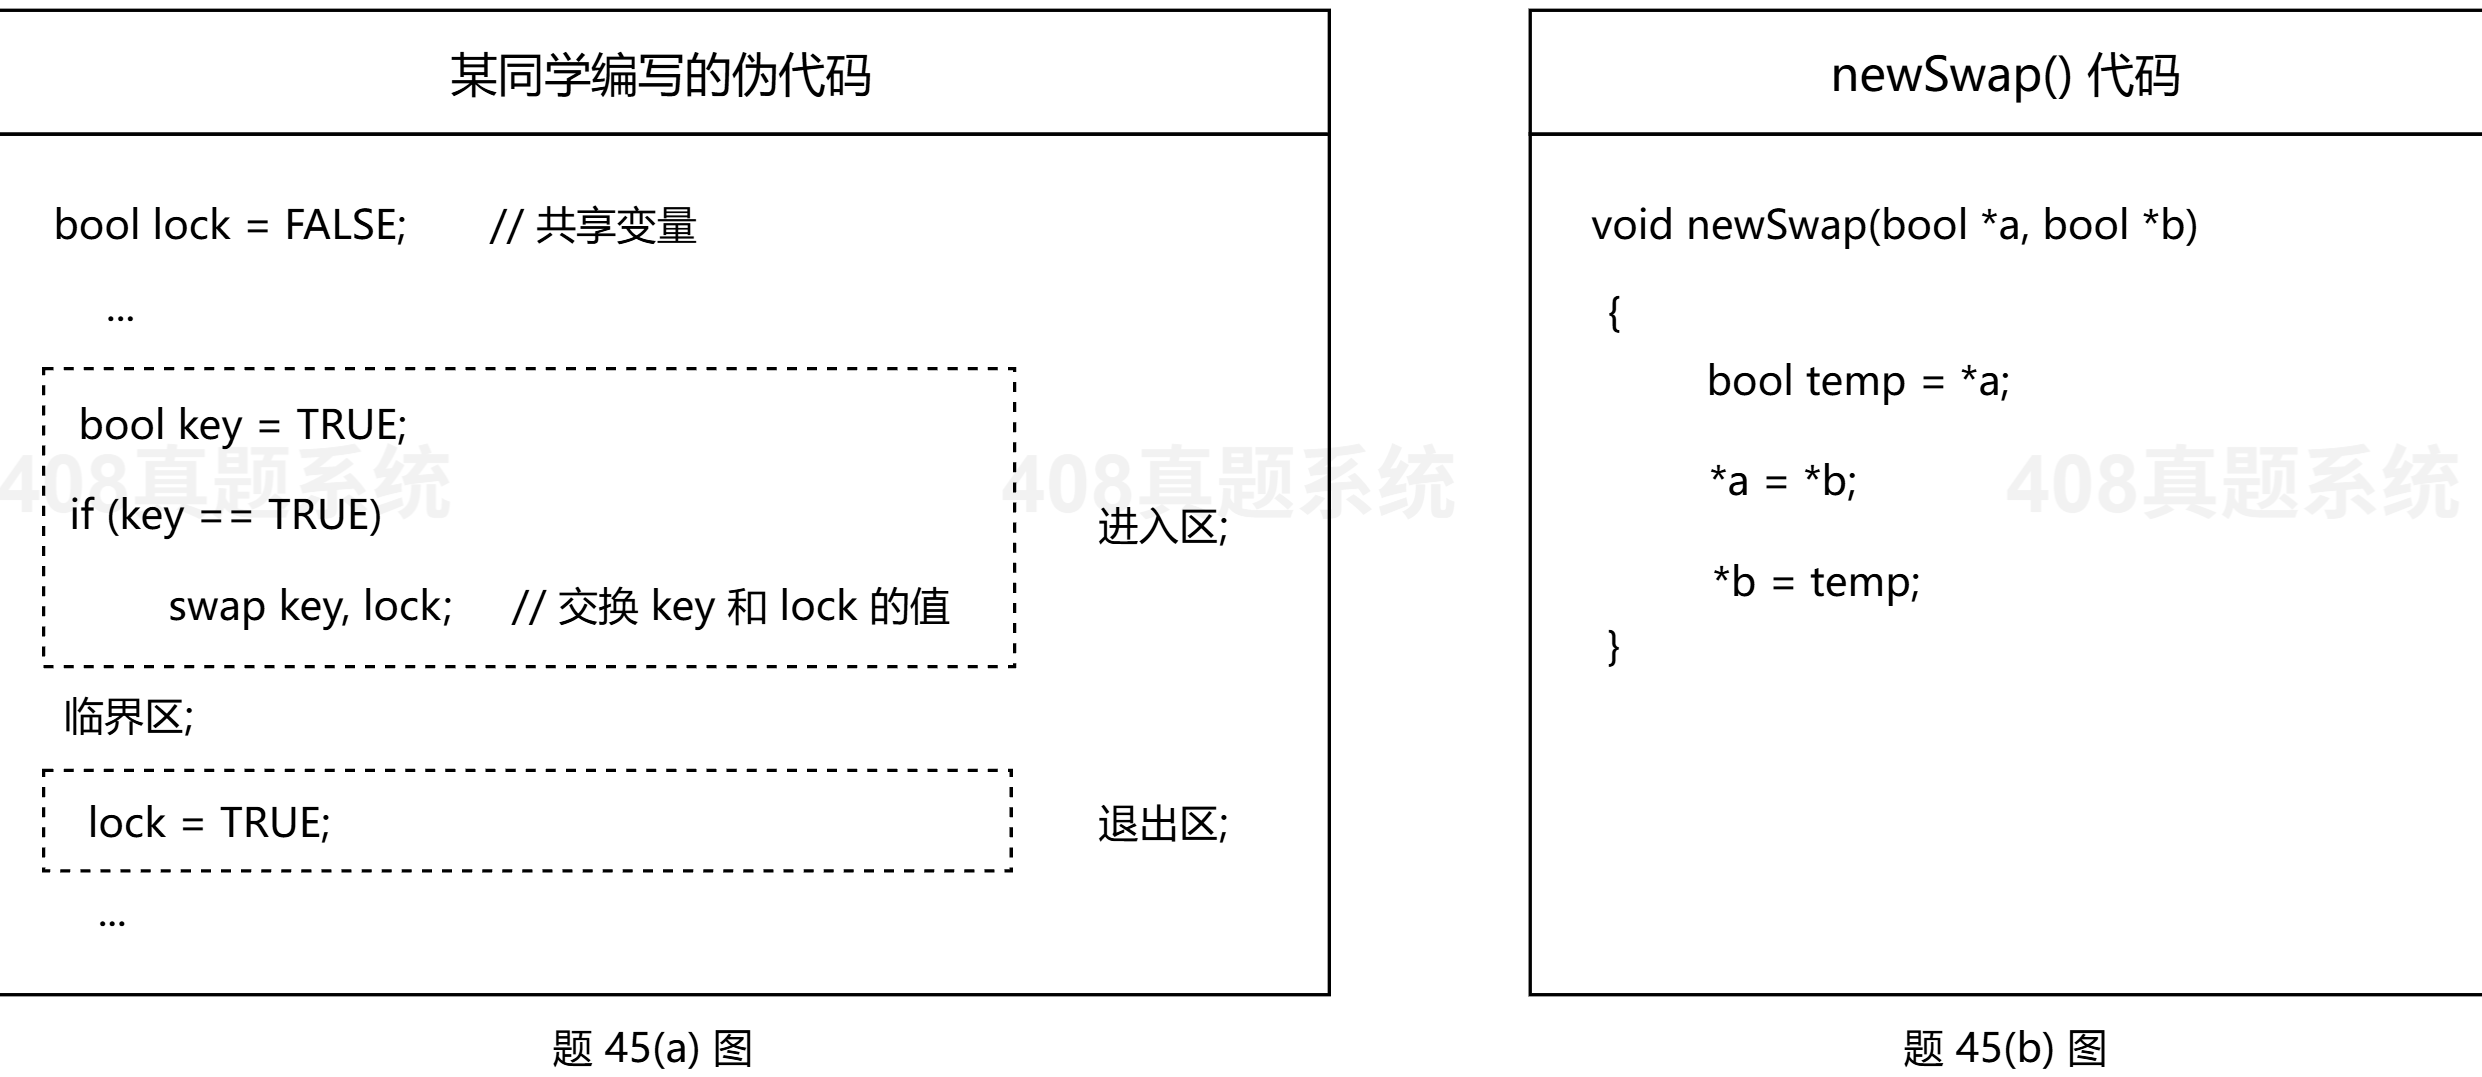 某同学编写的伪代码
bool lock = FALSE; // 共享变量
...
bool key = TRUE;
if (key == TRUE)
swap key, lock; // 交换 key 和 lock 的值
进入区;
临界区;
lock = TRUE;
退出区;
...
题 45(a) 图
newSwap() 代码
void newSwap(bool *a, bool *b)
{
bool temp = *a;
*a = *b;
*b = temp;
}
题 45(b) 图
408真题系统
408真题系统
408真题系统